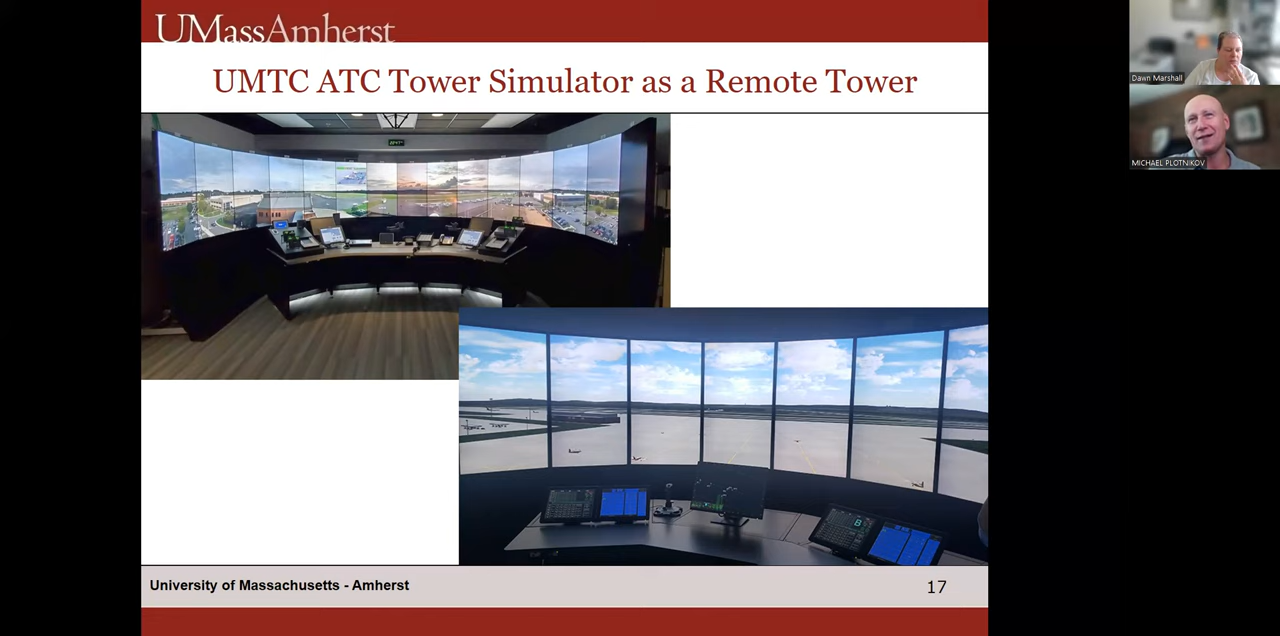 UMassAmherst
UMTC ATC Tower Simulator as a Remote Tower
Dawn Marshall
MICHAEL PLOTNIKOV
B
University of Massachusetts - Amherst
17